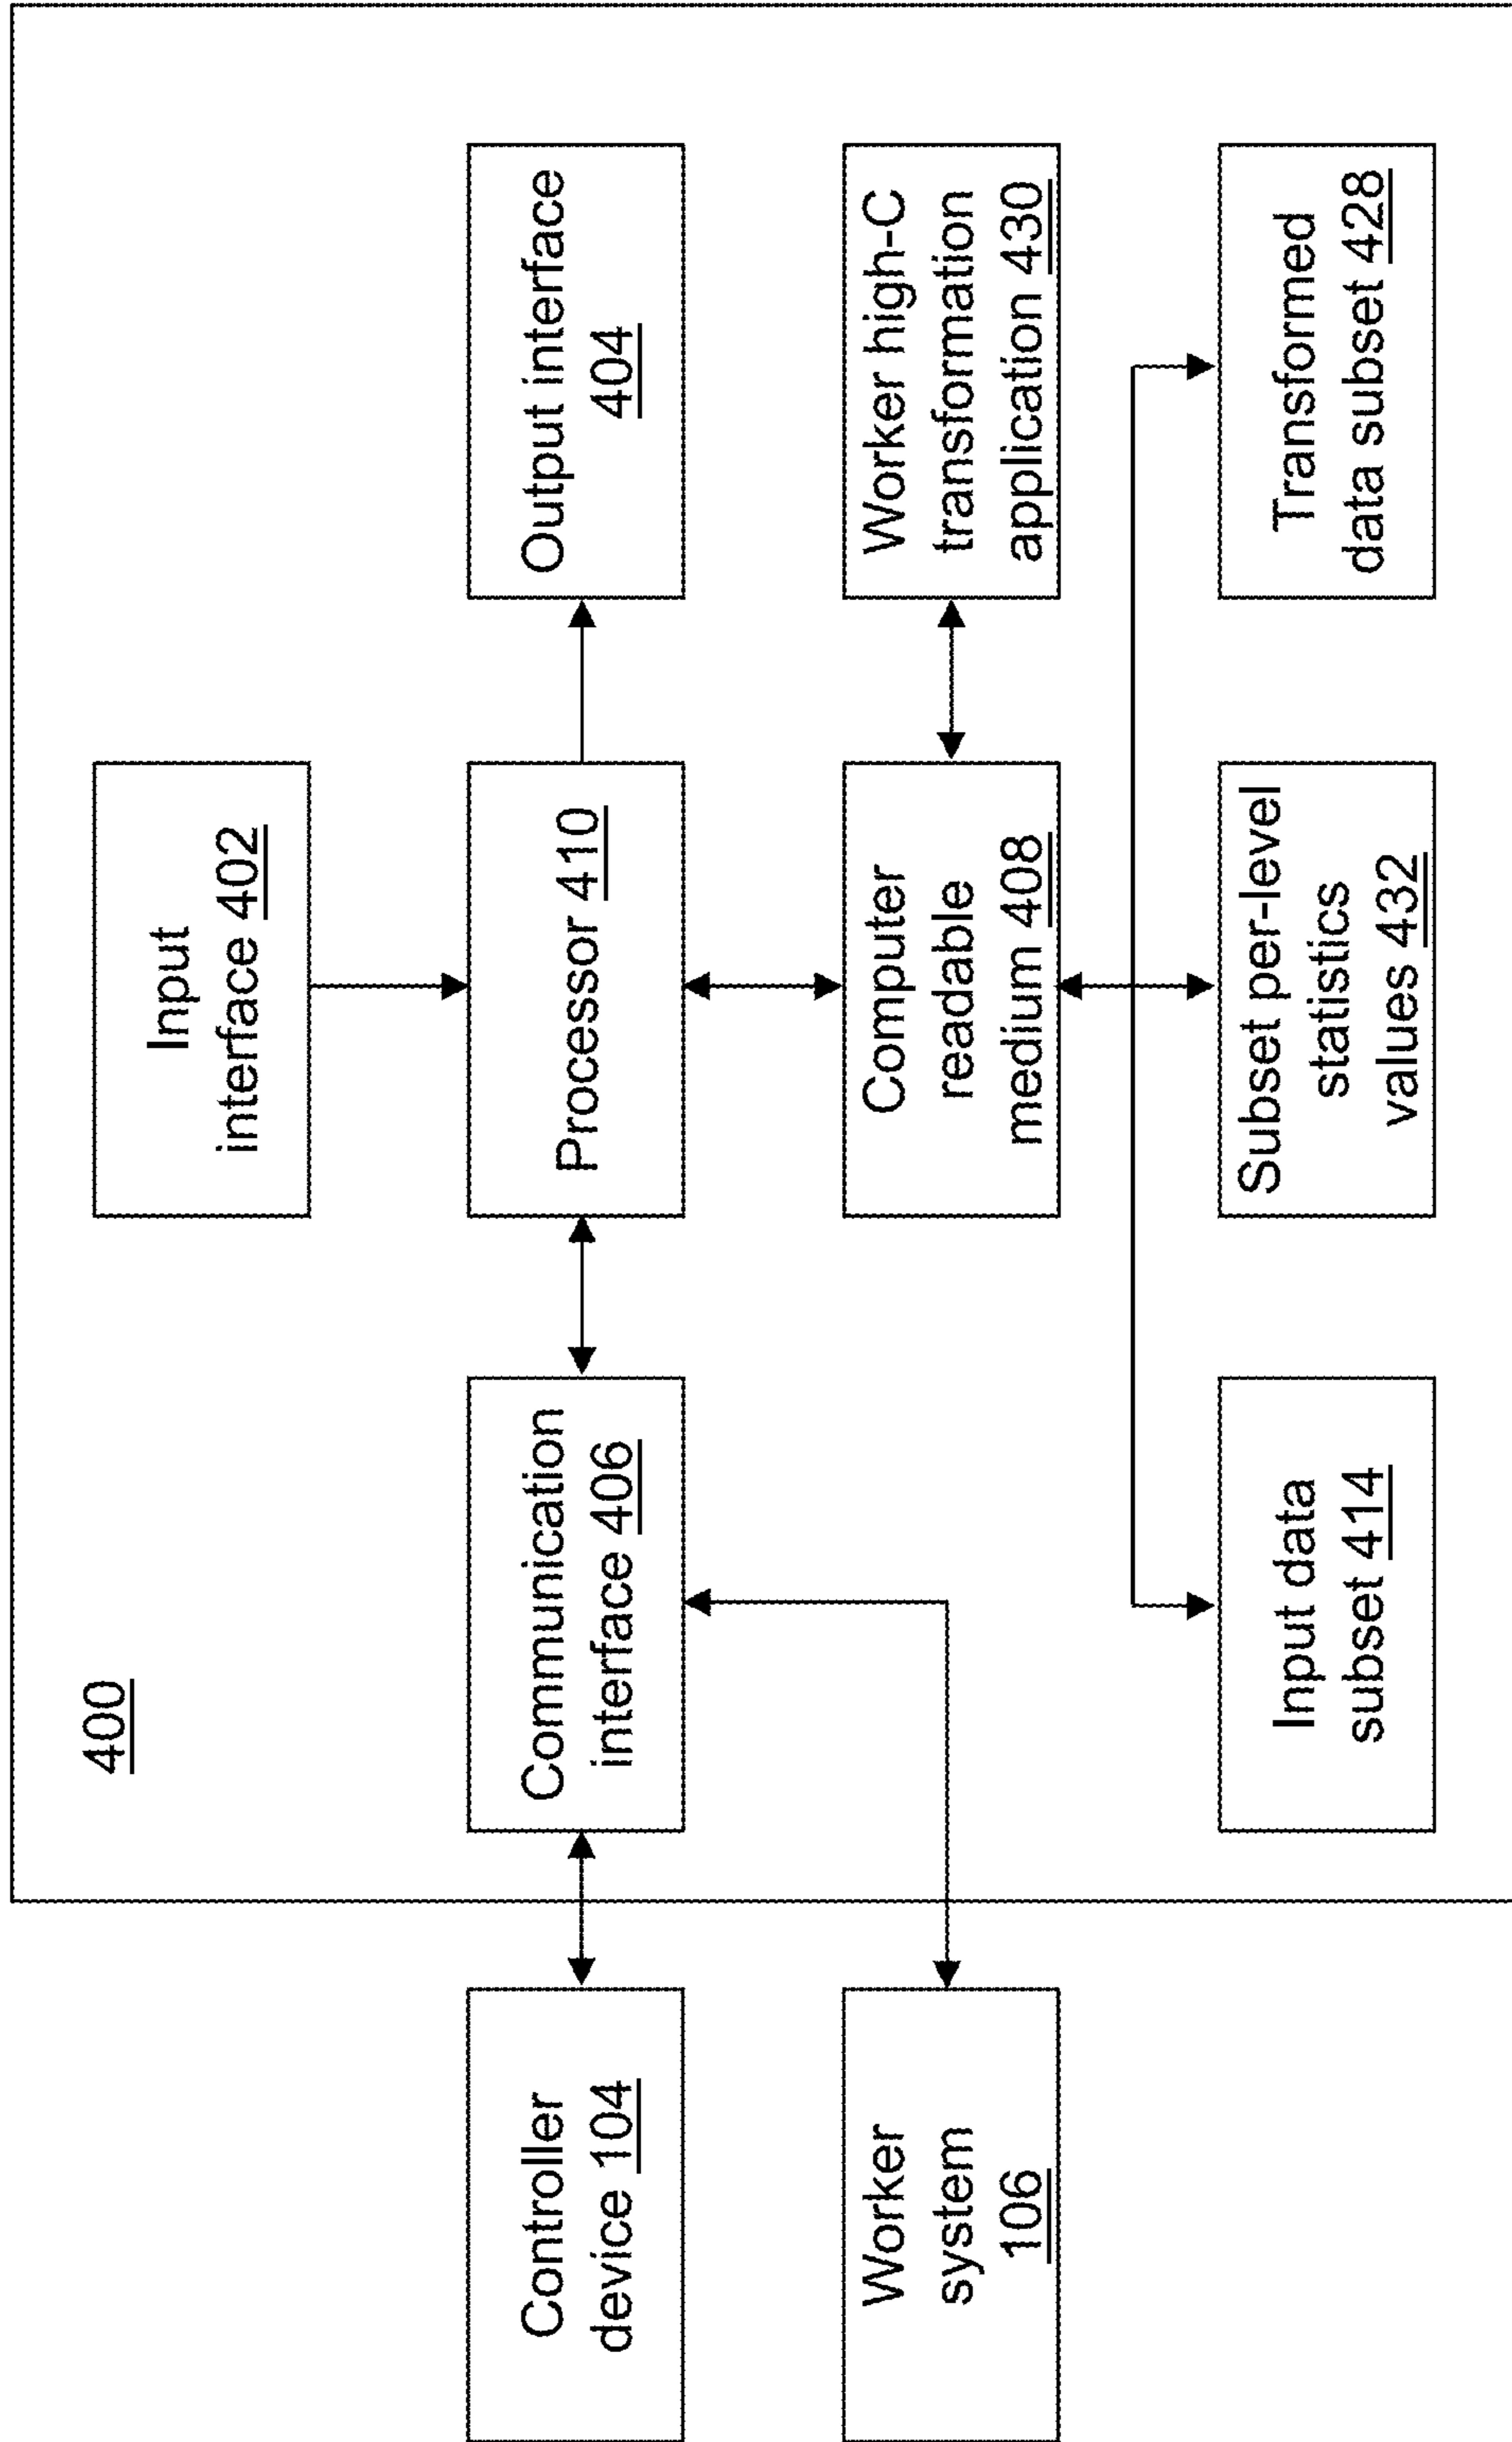 400
Input
interface 402
Controller
device 104
Communication
interface 406
Processor 410
Output interface
404
Worker
system
106
Computer
readable
medium 408
Worker high-C
transformation
application 430
Input data
subset 414
Subset per-level
statistics
values 432
Transformed
data subset 428